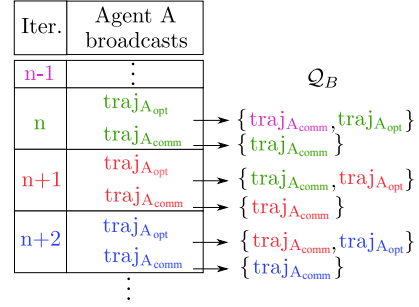 Iter. Agent A broadcasts
n-1 ⋮ 𝒬_B
n traj_{A_opt} {traj_{A_comm},traj_{A_opt}}
traj_{A_comm} {traj_{A_comm}}
n+1 traj_{A_opt} {traj_{A_comm},traj_{A_opt}}
traj_{A_comm} {traj_{A_comm}}
n+2 traj_{A_opt} {traj_{A_comm},traj_{A_opt}}
traj_{A_comm} {traj_{A_comm}}
⋮